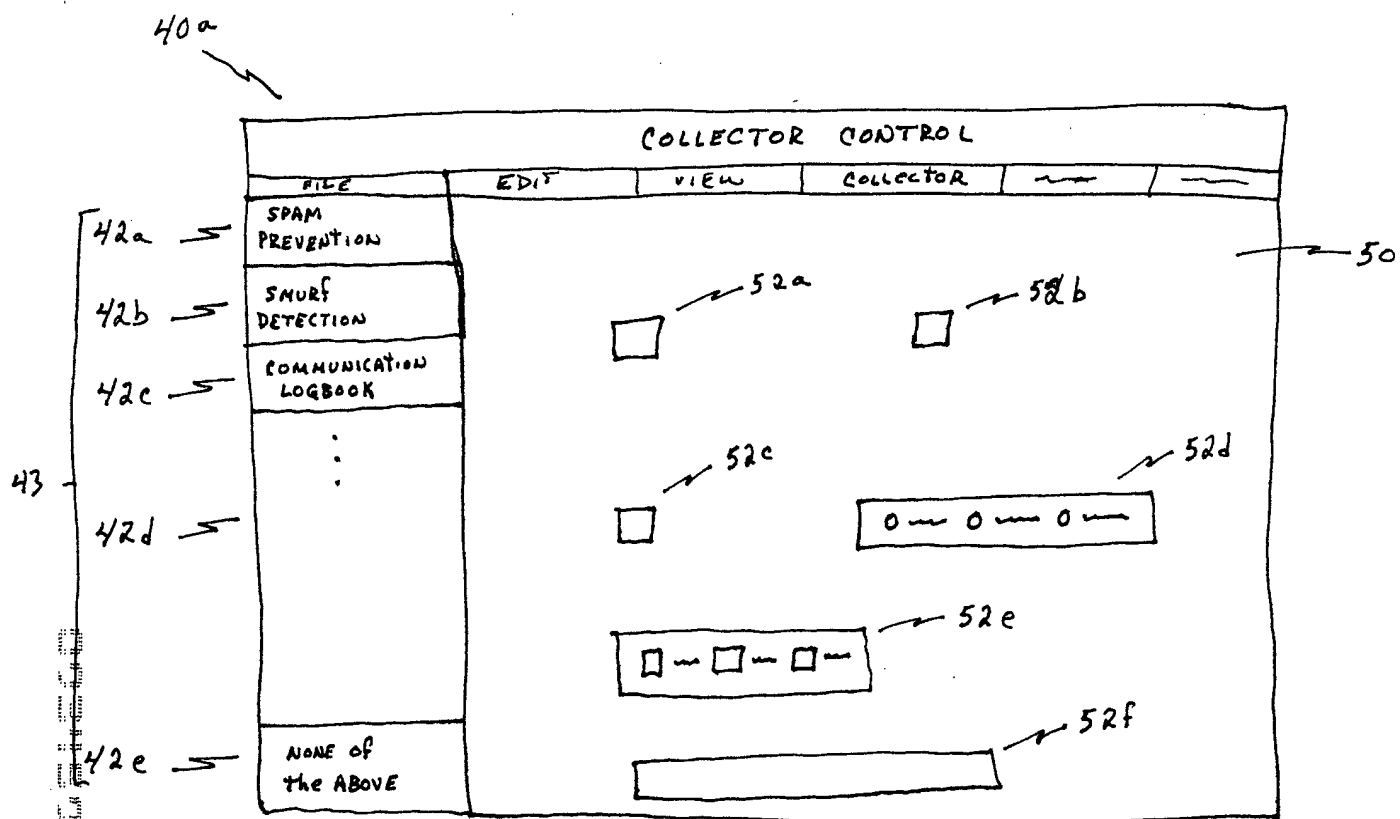 40a
COLLECTOR CONTROL
FILE EDIT VIEW COLLECTOR
42a SPAM
PREVENTION
50
42b SMURF
DETECTION
52a
52b
42c COMMUNICATION
LOGBOOK
43
42d
52c
52d
52e
42e NONE of
the ABOVE
52f